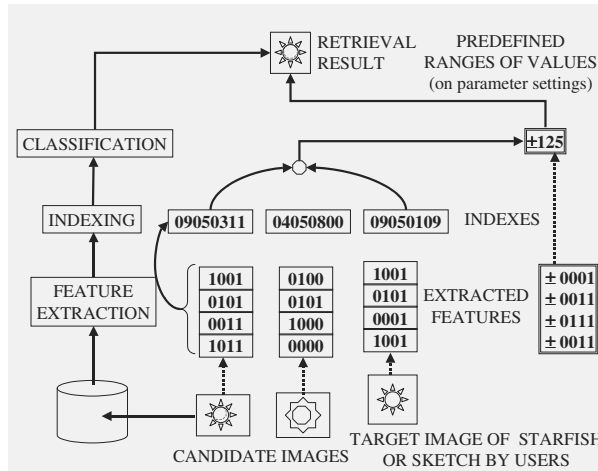 RETRIEVAL
RESULT
PREDEFINED
RANGES OF VALUES
(on parameter settings)
CLASSIFICATION
±125
INDEXING
09050311
04050800
09050109
INDEXES
FEATURE
EXTRACTION
1001
0101
0011
1011
0100
0101
1000
0000
1001
0101
0001
1001
EXTRACTED
FEATURES
±0001
±0011
±0111
±0011
CANDIDATE IMAGES
TARGET IMAGE OF STARFISH
OR SKETCH BY USERS